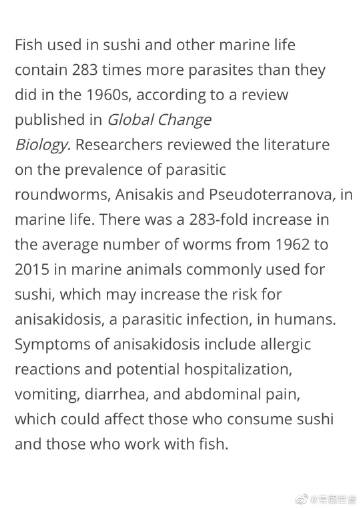 Fish used in sushi and other marine life
contain 283 times more parasites than they
did in the 1960s, according to a review
published in Global Change
Biology. Researchers reviewed the literature
on the prevalence of parasitic
roundworms, Anisakis and Pseudoterranova, in
marine life. There was a 283-fold increase in
the average number of worms from 1962 to
2015 in marine animals commonly used for
sushi, which may increase the risk for
anisakidosis, a parasitic infection, in humans.
Symptoms of anisakidosis include allergic
reactions and potential hospitalization,
vomiting, diarrhea, and abdominal pain,
which could affect those who consume sushi
and those who work with fish.